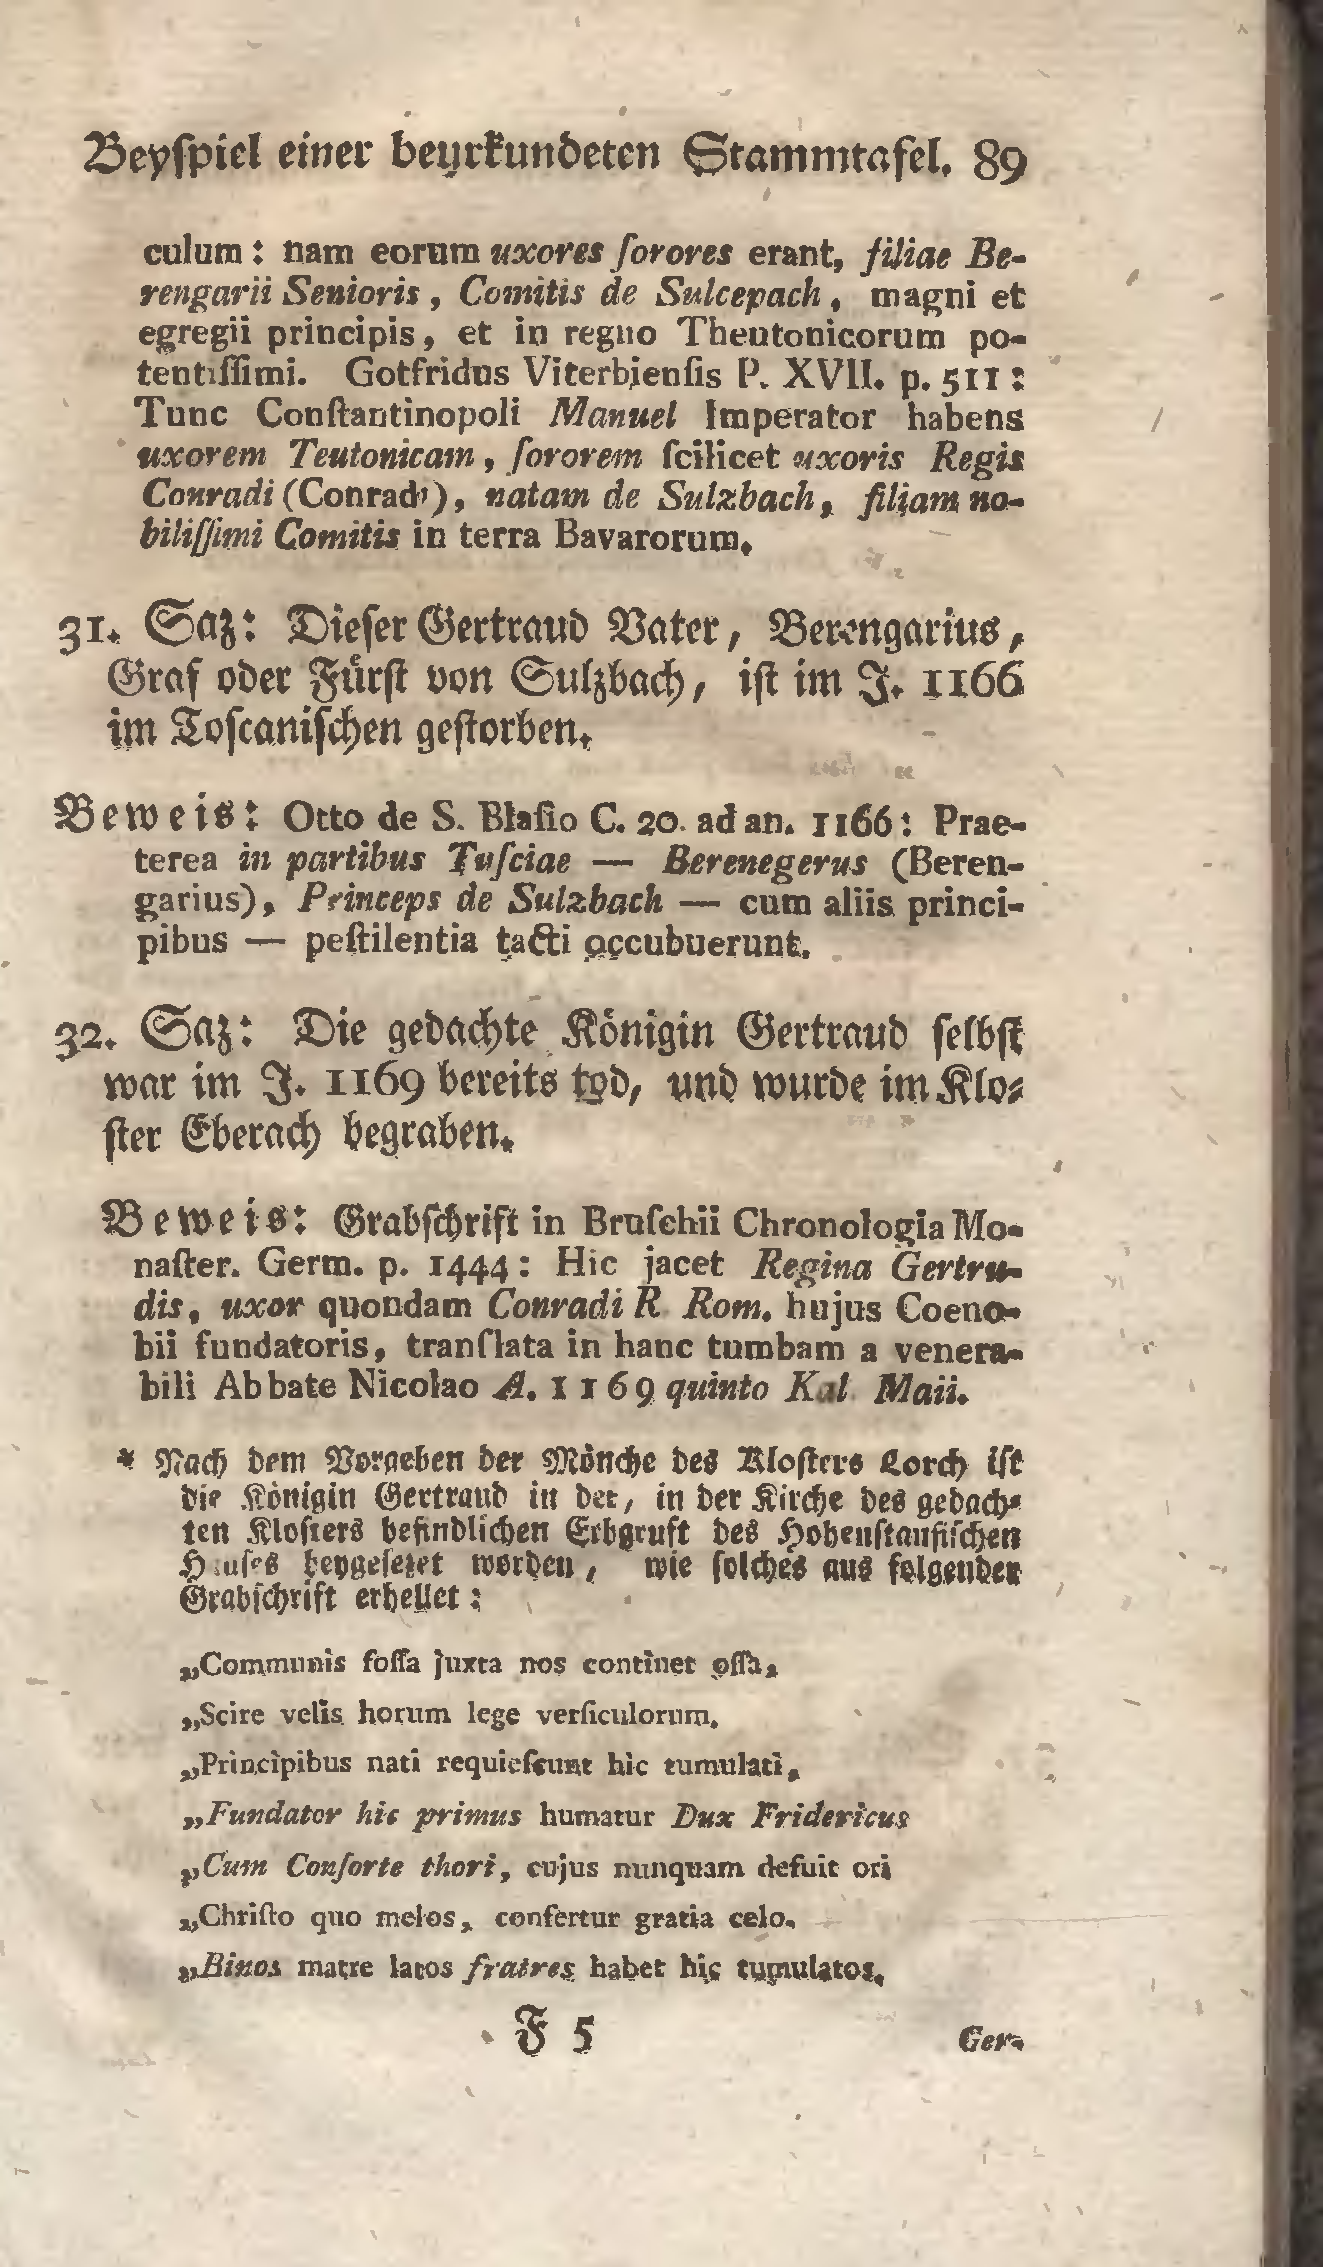 Beyſpiel einer beyrkundeten Stammtafel. 89
culum: nam eorum uxores ſorores erant, filiae Be-
rengarii Senioris, Comitis de Sulcepach, magni et
egregii principis, et in regno Theutonicorum po-
tentiſſimi. Gotfridus Viterbienſis P. XVII. p. 511:
Tunc Conſtantinopoli Manuel Imperator habens
uxorem Teutonicam, ſororem ſcilicet uxoris Regis
Conradi (Conradi), natam de Sulzbach, filiam no-
biliſſimi Comitis in terra Bavarorum.
31. Saz: Dieſer Gertraud Vater, Berengarius,
Graf oder Fürſt von Sulzbach, iſt im J. 1166
im Toſcaniſchen geſtorben.
Beweis: Otto de S. Blaſio C. 20. ad an. 1166: Prae-
terea in partibus Tuſciae — Berenegerus (Beren-
garius), Princeps de Sulzbach — cum aliis princi-
pibus — peſtilentia tacti occubuerunt.
32. Saz: Die gedachte Königin Gertraud ſelbſt
war im J. 1169 bereits tod, und wurde im Klo-
ſter Eberach begraben.
Beweis: Grabſchrift in Bruſchii Chronologia Mo-
naſter. Germ. p. 1444: Hic jacet Regina Gertru-
dis, uxor quondam Conradi R. Rom. hujus Coeno-
bii fundatoris, translata in hanc tumbam a venera-
bili Abbate Nicolao A. 1169 quinto Kal. Maii.
* Nach dem Vorgeben der Mönche des Kloſters Lorch iſt
die Königin Gertraud in der, in der Kirche des gedach-
ten Kloſters befindlichen Erbgruft des Hohenſtaufiſchen
Hauſes beygeſetzet worden, wie ſolches aus folgender
Grabſchrift erhellet:
„Communis foſſa juxta nos continet oſſa,
„Scire velis horum lege verſiculorum.
„Principibus nati requieſcunt hic tumulati,
„Fundator hic primus humatur Dux Fridericus
„Cum Conſorte thori, cujus nunquam defuit ori
„Chriſto quo melos, confertur gratia celo.
„Binos matre latos fratres habet hic tumulatos,
F 5
Ger-